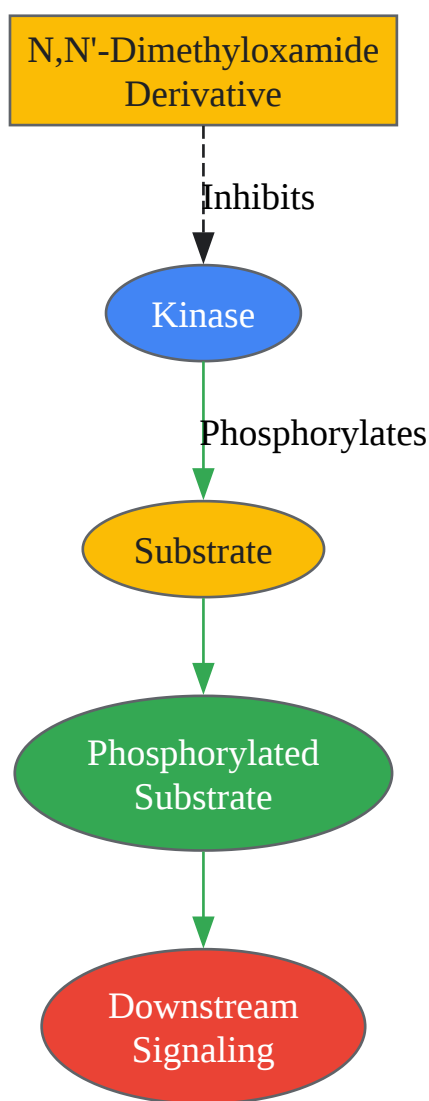 N,N'-Dimethyloxamide
Derivative
Inhibits
Kinase
Phosphorylates
Substrate
Phosphorylated
Substrate
Downstream
Signaling